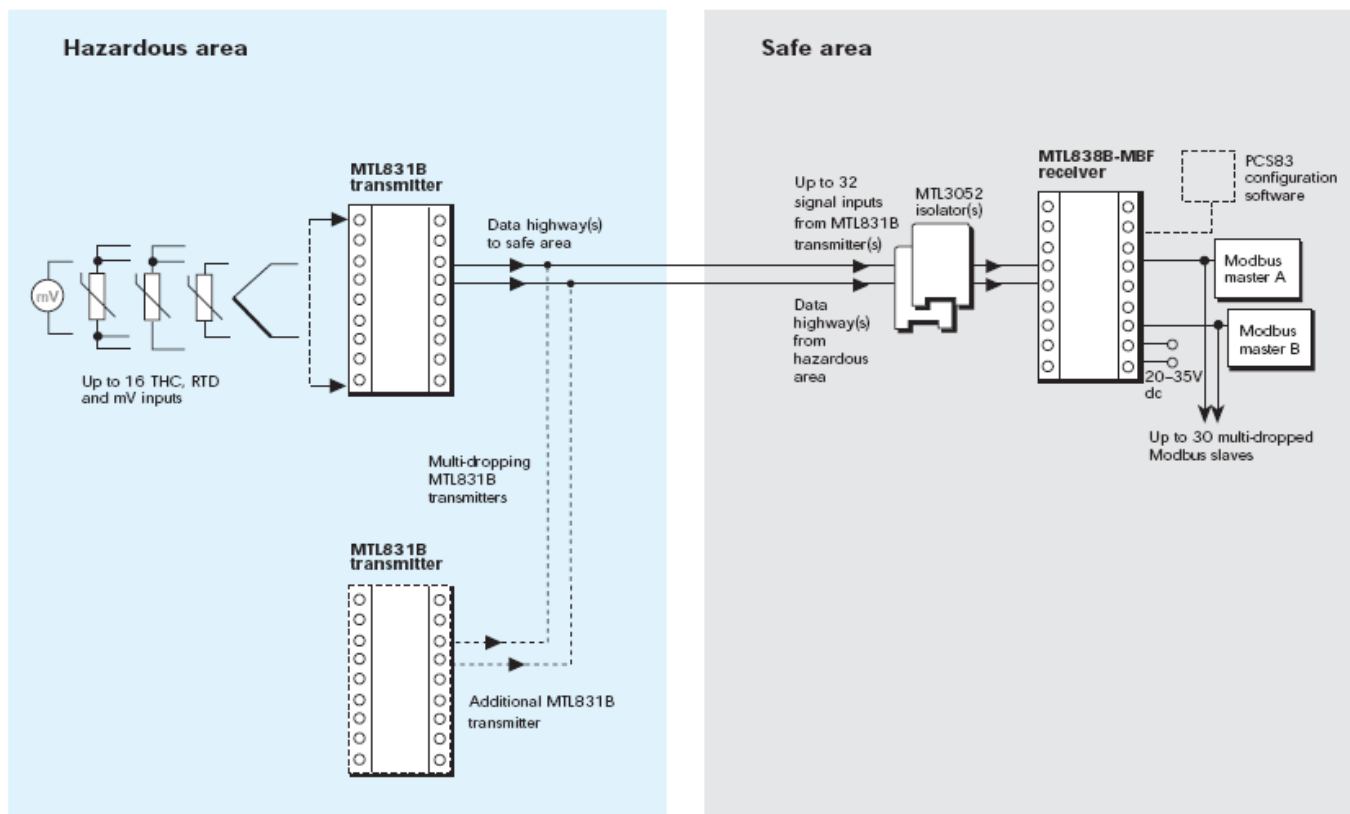 Hazardous area
Safe area
MTL831B
transmitter
Data highway(s)
to safe area
mV
Up to 16 THC, RTD
and mV inputs
Multi-dropping
MTL831B
transmitters
MTL831B
transmitter
Additional MTL831B
transmitter
Up to 32
signal inputs
from MTL831B
transmitter(s)
Data
highway(s)
from
hazardous
area
MTL3052
isolator(s)
MTL838B-MBF
receiver
PCS83
configuration
software
Modbus
master A
Modbus
master B
20–35V
dc
Up to 30 multi-dropped
Modbus slaves